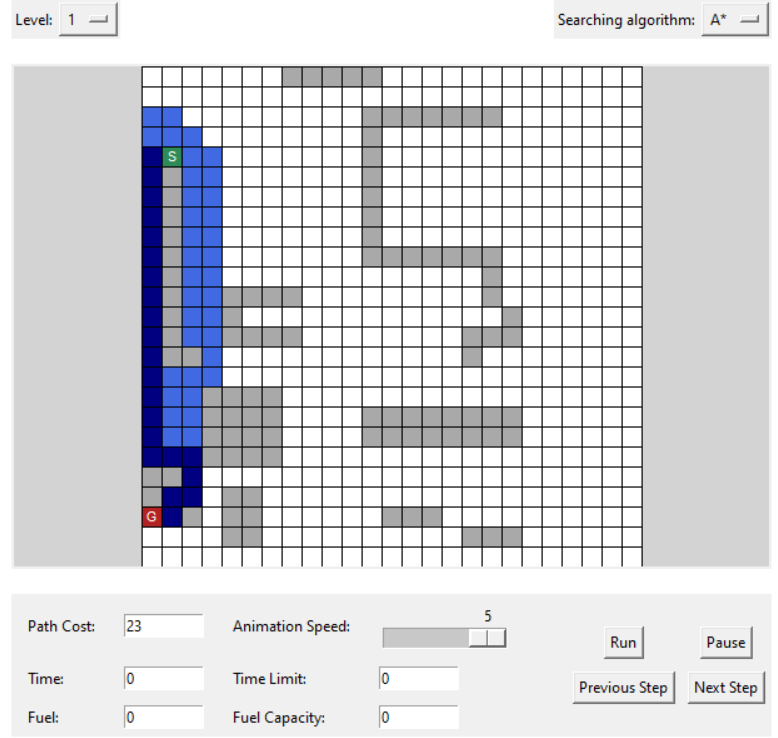 Level: 1 Searching algorithm: A*
S
G
Path Cost: 23 Animation Speed: 5
Run Pause
Time: 0 Time Limit: 0
Previous Step Next Step
Fuel: 0 Fuel Capacity: 0